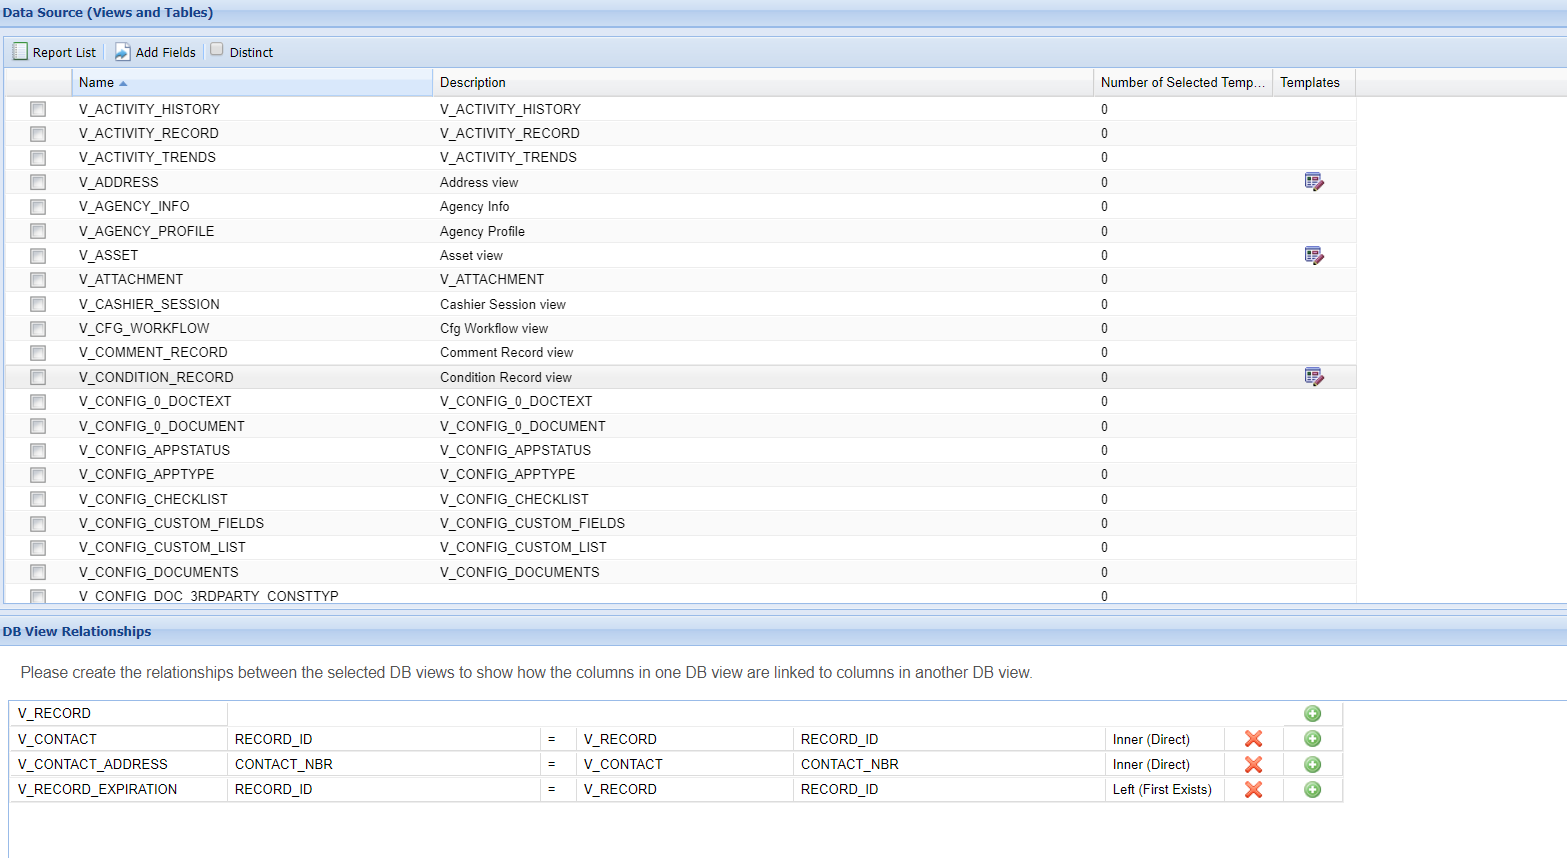 Data Source (Views and Tables)
Report List Add Fields Distinct
Name Description Number of Selected Temp... Templates
V_ACTIVITY_HISTORY V_ACTIVITY_HISTORY 0
V_ACTIVITY_RECORD V_ACTIVITY_RECORD 0
V_ACTIVITY_TRENDS V_ACTIVITY_TRENDS 0
V_ADDRESS Address view 0
V_AGENCY_INFO Agency Info 0
V_AGENCY_PROFILE Agency Profile 0
V_ASSET Asset view 0
V_ATTACHMENT V_ATTACHMENT 0
V_CASHIER_SESSION Cashier Session view 0
V_CFG_WORKFLOW Cfg Workflow view 0
V_COMMENT_RECORD Comment Record view 0
V_CONDITION_RECORD Condition Record view 0
V_CONFIG_0_DOCTEXT V_CONFIG_0_DOCTEXT 0
V_CONFIG_0_DOCUMENT V_CONFIG_0_DOCUMENT 0
V_CONFIG_APPSTATUS V_CONFIG_APPSTATUS 0
V_CONFIG_APPTYPE V_CONFIG_APPTYPE 0
V_CONFIG_CHECKLIST V_CONFIG_CHECKLIST 0
V_CONFIG_CUSTOM_FIELDS V_CONFIG_CUSTOM_FIELDS 0
V_CONFIG_CUSTOM_LIST V_CONFIG_CUSTOM_LIST 0
V_CONFIG_DOCUMENTS V_CONFIG_DOCUMENTS 0
V_CONFIG_DOC_3RDPARTY_CONSTTYP 0
DB View Relationships
Please create the relationships between the selected DB views to show how the columns in one DB view are linked to columns in another DB view.
V_RECORD
V_CONTACT RECORD_ID = V_RECORD RECORD_ID Inner (Direct)
V_CONTACT_ADDRESS CONTACT_NBR = V_CONTACT CONTACT_NBR Inner (Direct)
V_RECORD_EXPIRATION RECORD_ID = V_RECORD RECORD_ID Left (First Exists)